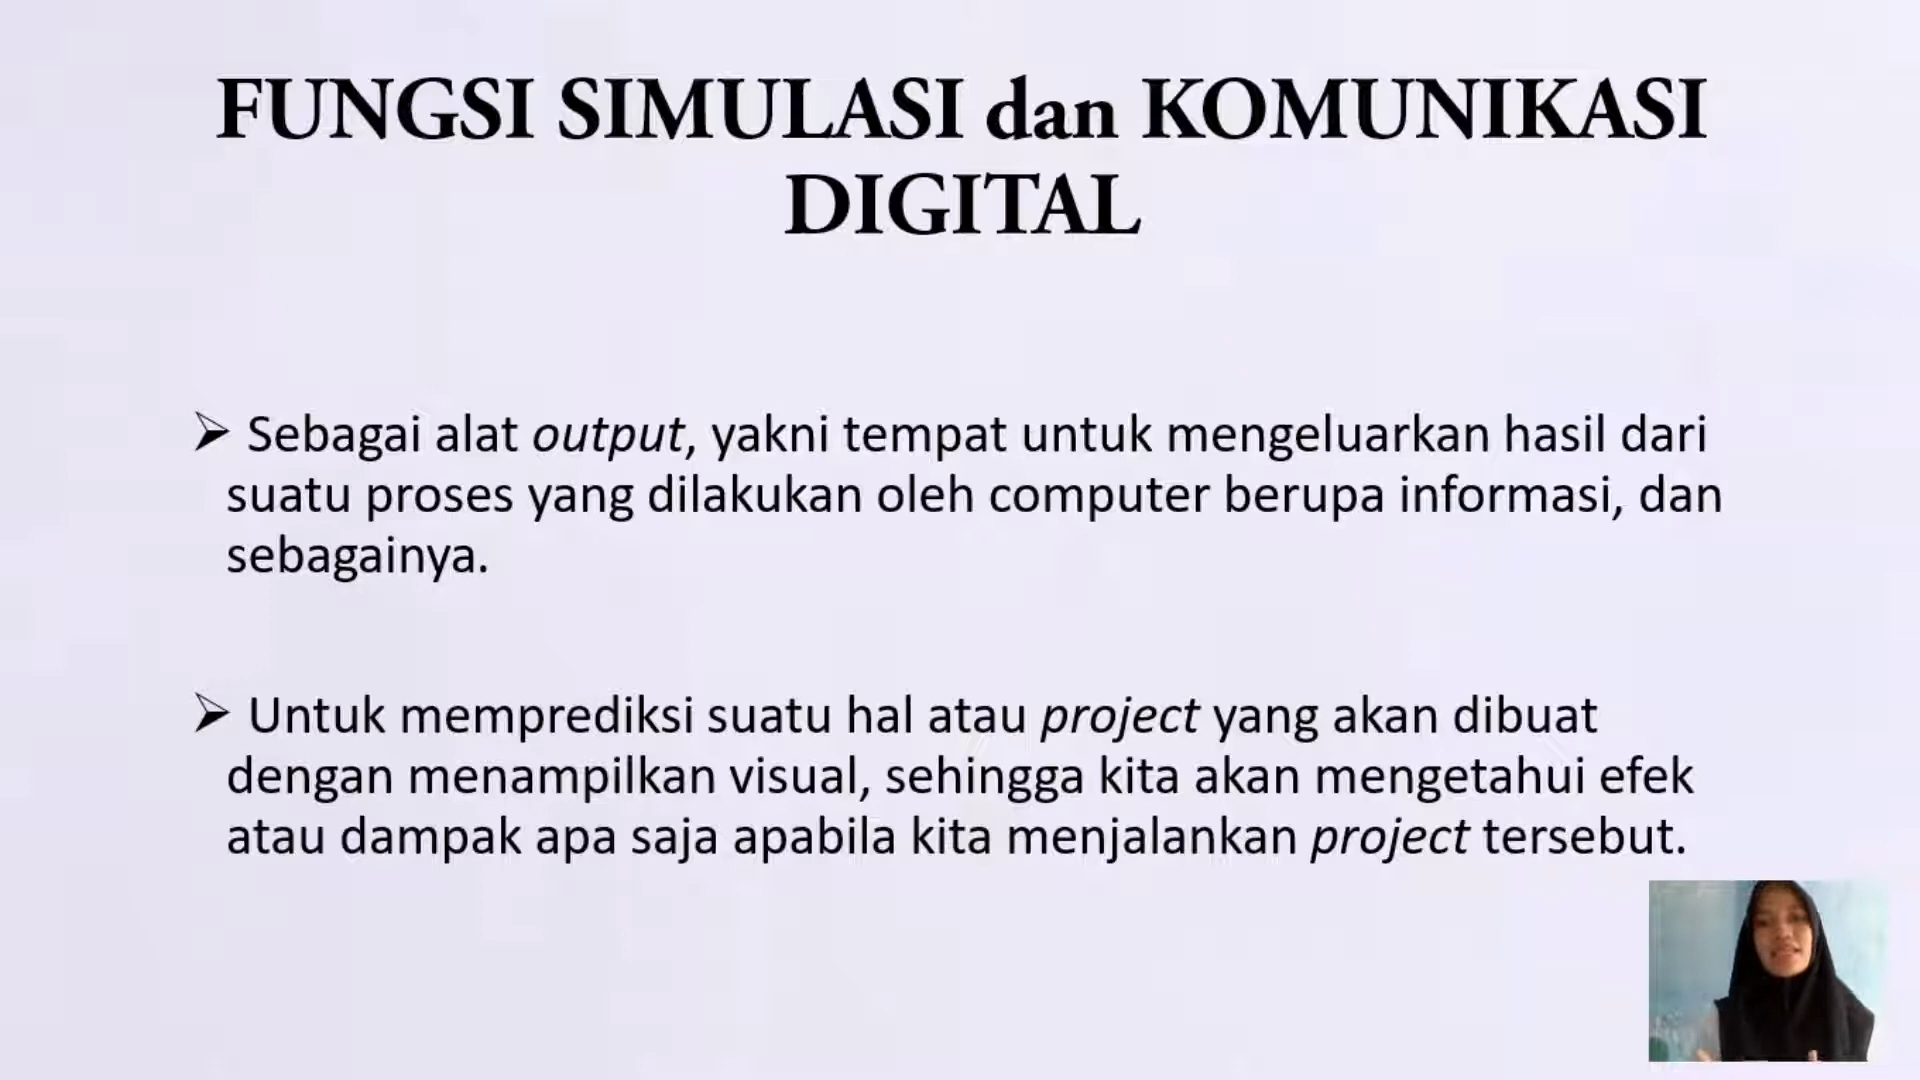 FUNGSI SIMULASI dan KOMUNIKASI
DIGITAL
➢ Sebagai alat output, yakni tempat untuk mengeluarkan hasil dari
suatu proses yang dilakukan oleh computer berupa informasi, dan
sebagainya.
➢ Untuk memprediksi suatu hal atau project yang akan dibuat
dengan menampilkan visual, sehingga kita akan mengetahui efek
atau dampak apa saja apabila kita menjalankan project tersebut.